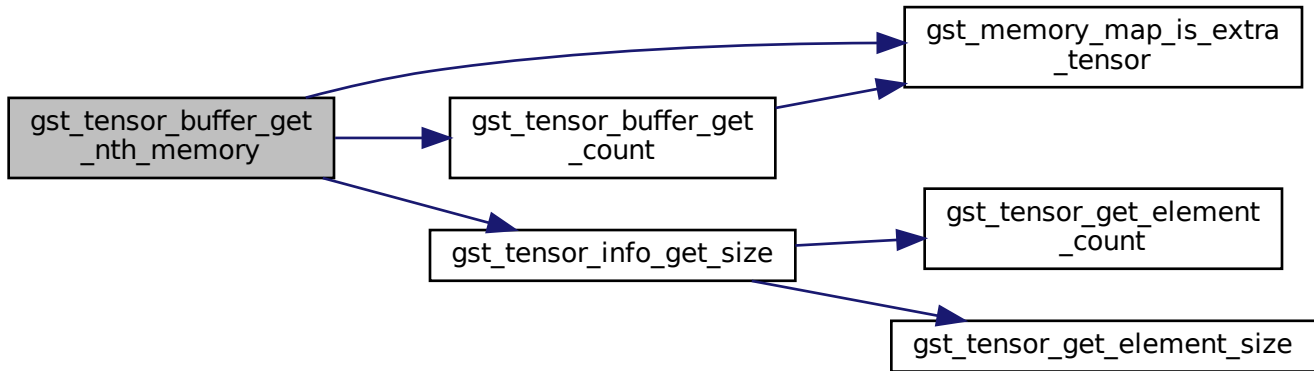 gst_tensor_buffer_get
_nth_memory
gst_memory_map_is_extra
_tensor
gst_tensor_buffer_get
_count
gst_tensor_info_get_size
gst_tensor_get_element
_count
gst_tensor_get_element_size